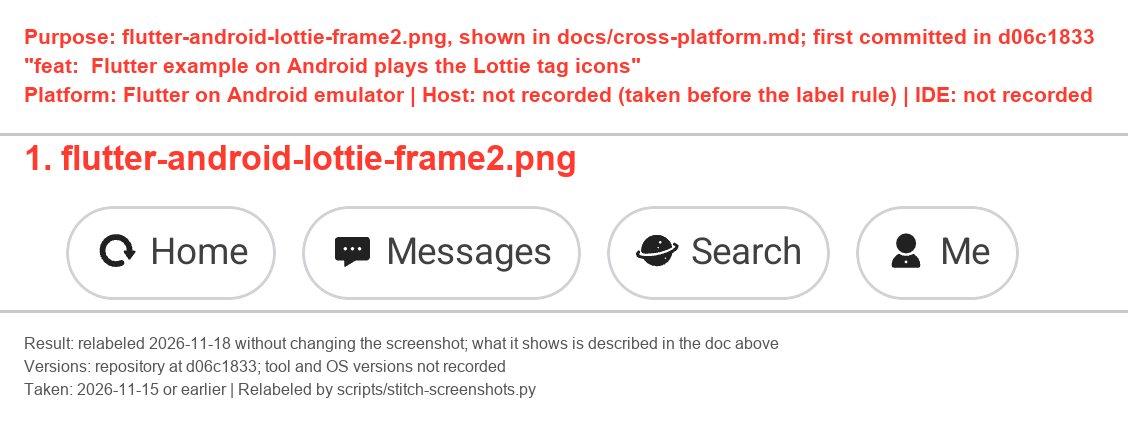 Purpose: flutter-android-lottie-frame2.png, shown in docs/cross-platform.md; first committed in d06c1833
"feat:  Flutter example on Android plays the Lottie tag icons"
Platform: Flutter on Android emulator | Host: not recorded (taken before the label rule) | IDE: not recorded
1. flutter-android-lottie-frame2.png
Home Messages Search Me
Result: relabeled 2026-11-18 without changing the screenshot; what it shows is described in the doc above
Versions: repository at d06c1833; tool and OS versions not recorded
Taken: 2026-11-15 or earlier | Relabeled by scripts/stitch-screenshots.py